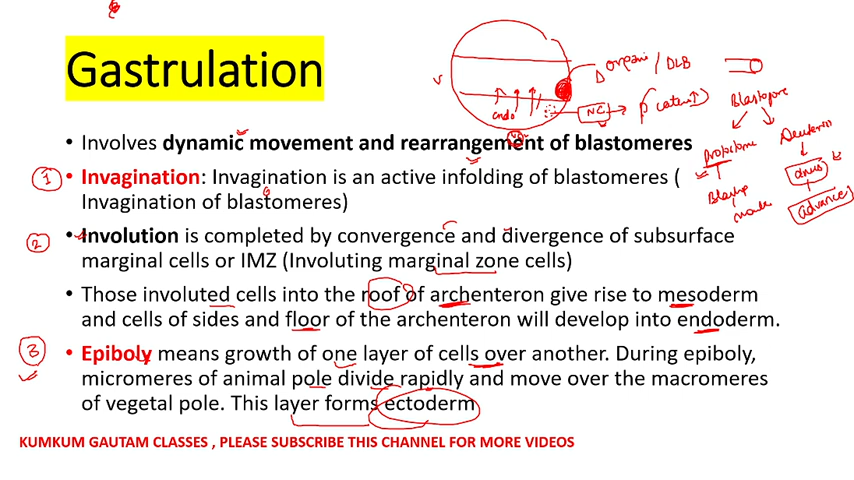 Gastrulation
• Involves dynamic movement and rearrangement of blastomeres
① • Invagination: Invagination is an active infolding of blastomeres (
Invagination of blastomeres)
② • Involution is completed by convergence and divergence of subsurface
marginal cells or IMZ (Involuting marginal zone cells)
• Those involuted cells into the roof of archenteron give rise to mesoderm
and cells of sides and floor of the archenteron will develop into endoderm.
③ • Epiboly means growth of one layer of cells over another. During epiboly,
micromeres of animal pole divide rapidly and move over the macromeres
of vegetal pole. This layer forms ectoderm
KUMKUM GAUTAM CLASSES , PLEASE SUBSCRIBE THIS CHANNEL FOR MORE VIDEOS
V
endo
NC
/ DLB
Blastopore
anus
advance